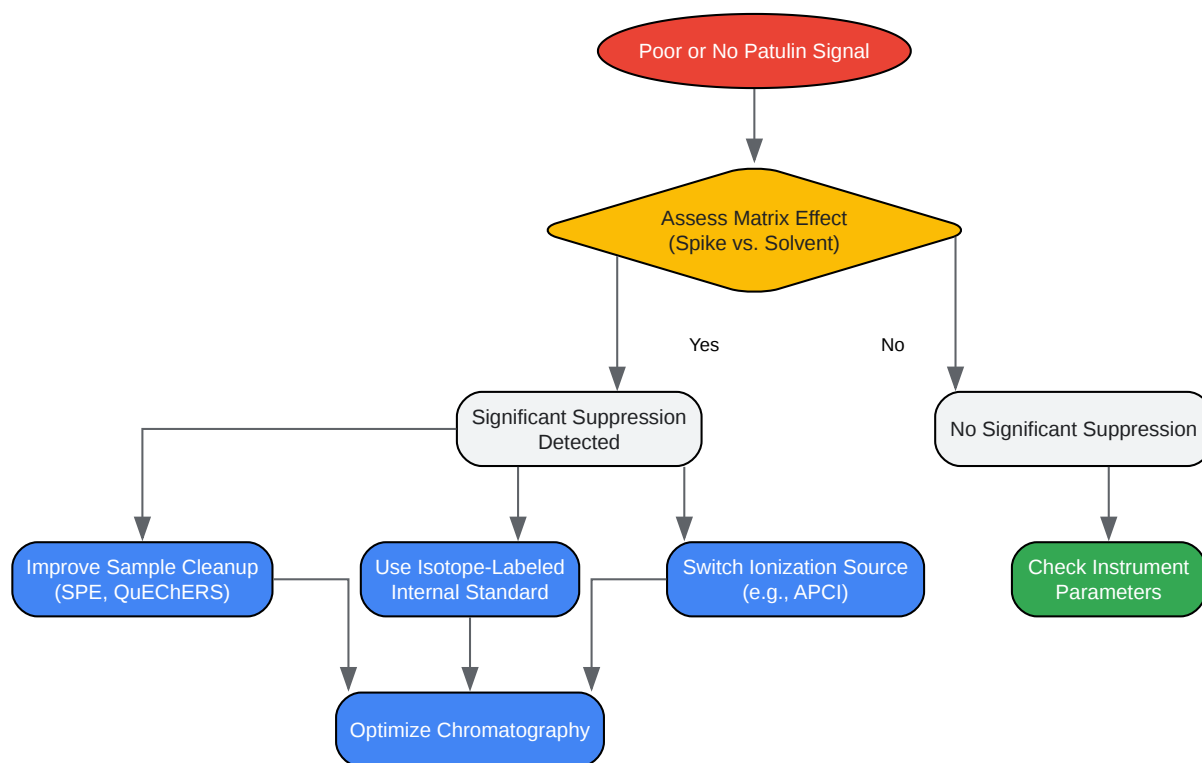 Poor or No Patulin Signal
Assess Matrix Effect
(Spike vs. Solvent)
Yes
No
Significant Suppression
Detected
No Significant Suppression
Improve Sample Cleanup
(SPE, QuEChERS)
Use Isotope-Labeled
Internal Standard
Switch Ionization Source
(e.g., APCI)
Check Instrument
Parameters
Optimize Chromatography